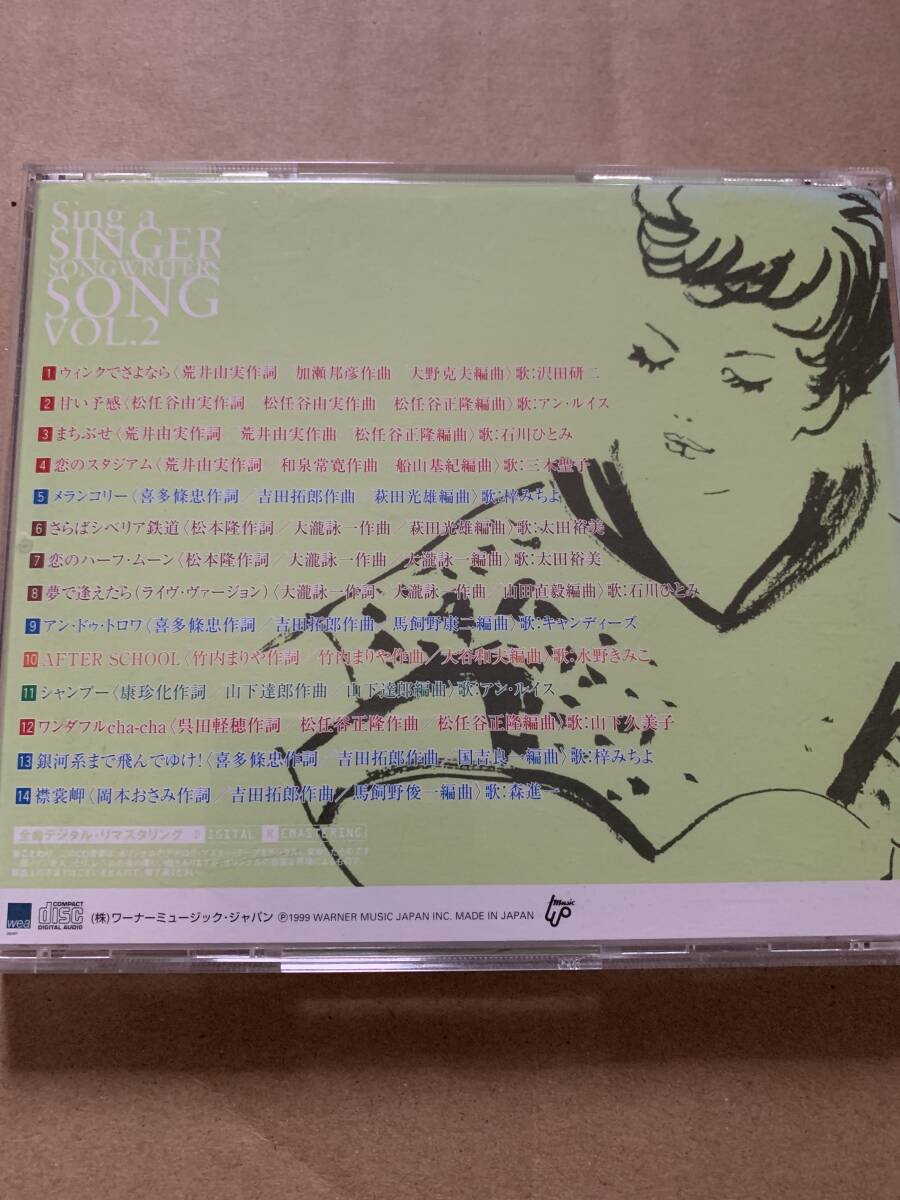 Sing a
SINGER
SONGWRITER'S
SONG
VOL.2
1 ウィンクでさよなら〈荒井由実作詞 加瀬邦彦作曲 大野克夫編曲〉歌:沢田研二
2 甘い予感〈松任谷由実作詞 松任谷由実作曲 松任谷正隆編曲〉歌:アン・ルイス
3 まちぶせ〈荒井由実作詞 荒井由実作曲 松任谷正隆編曲〉歌:石川ひとみ
4 恋のスタジアム〈荒井由実作詞 和泉常寛作曲 船山基紀編曲〉歌:三木聖子
5 メランコリー〈喜多條忠作詞/吉田拓郎作曲 萩田光雄編曲〉歌:梓みちよ
6 さらばシベリア鉄道〈松本隆作詞/大瀧詠一作曲 萩田光雄編曲〉歌:太田裕美
7 恋のハーフ・ムーン〈松本隆作詞/大瀧詠一作曲/大瀧詠一編曲〉歌:太田裕美
8 夢で逢えたら(ライヴ・ヴァージョン)〈大瀧詠一作詞/大瀧詠一作曲/山田直毅編曲〉歌:石川ひとみ
9 アン・ドゥ・トロワ〈喜多條忠作詞/吉田拓郎作曲/馬飼野康二編曲〉歌:キャンディーズ
10 AFTER SCHOOL〈竹内まりや作詞/竹内まりや作曲/大谷和夫編曲〉歌:水野きみこ
11 シャンプー〈康珍化作詞/山下達郎作曲 山下達郎編曲〉歌:アン・ルイス
12 ワンダフルcha-cha〈呉田軽穂作詞 松任谷正隆作曲/松任谷正隆編曲〉歌:山下久美子
13 銀河系まで飛んでゆけ!〈喜多條忠作詞/吉田拓郎作曲/国吉良一編曲〉歌:梓みちよ
14 襟裳岬〈岡本おさみ作詞/吉田拓郎作曲/馬飼野俊一編曲〉歌:森進一
全曲デジタル・リマスタリング DIGITAL REMASTERING
wea COMPACT disc DIGITAL AUDIO (株)ワーナーミュージック・ジャパン ℗1999 WARNER MUSIC JAPAN INC. MADE IN JAPAN music UP